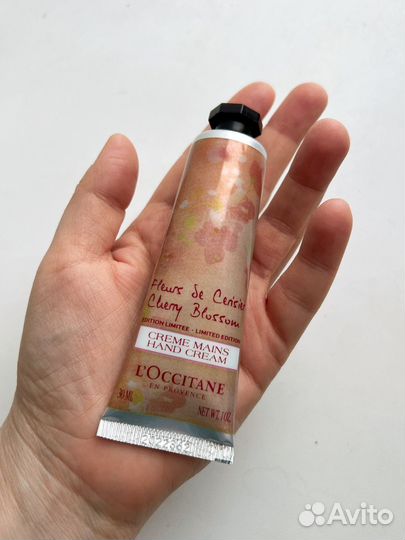 Fleurs de Cerisier
Cherry Blossom
EDITION LIMITEE - LIMITED EDITION
CREME MAINS
HAND CREAM
L'OCCITANE
EN PROVENCE
30 ML
NET WT. 1 OZ.
Avito